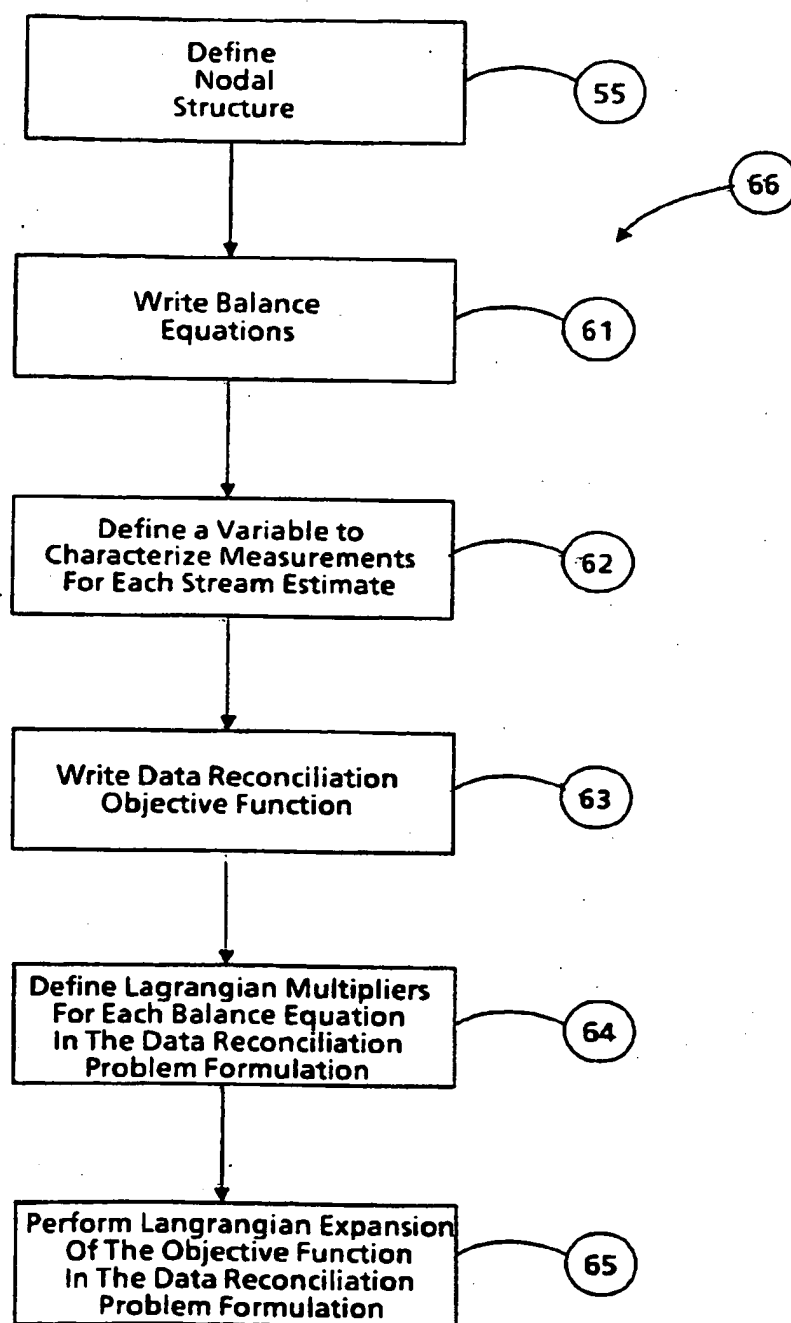 Define
Nodal
Structure
55
66
Write Balance
Equations
61
Define a Variable to
Characterize Measurements
For Each Stream Estimate
62
Write Data Reconciliation
Objective Function
63
Define Lagrangian Multipliers
For Each Balance Equation
In The Data Reconciliation
Problem Formulation
64
Perform Langrangian Expansion
Of The Objective Function
In The Data Reconciliation
Problem Formulation
65